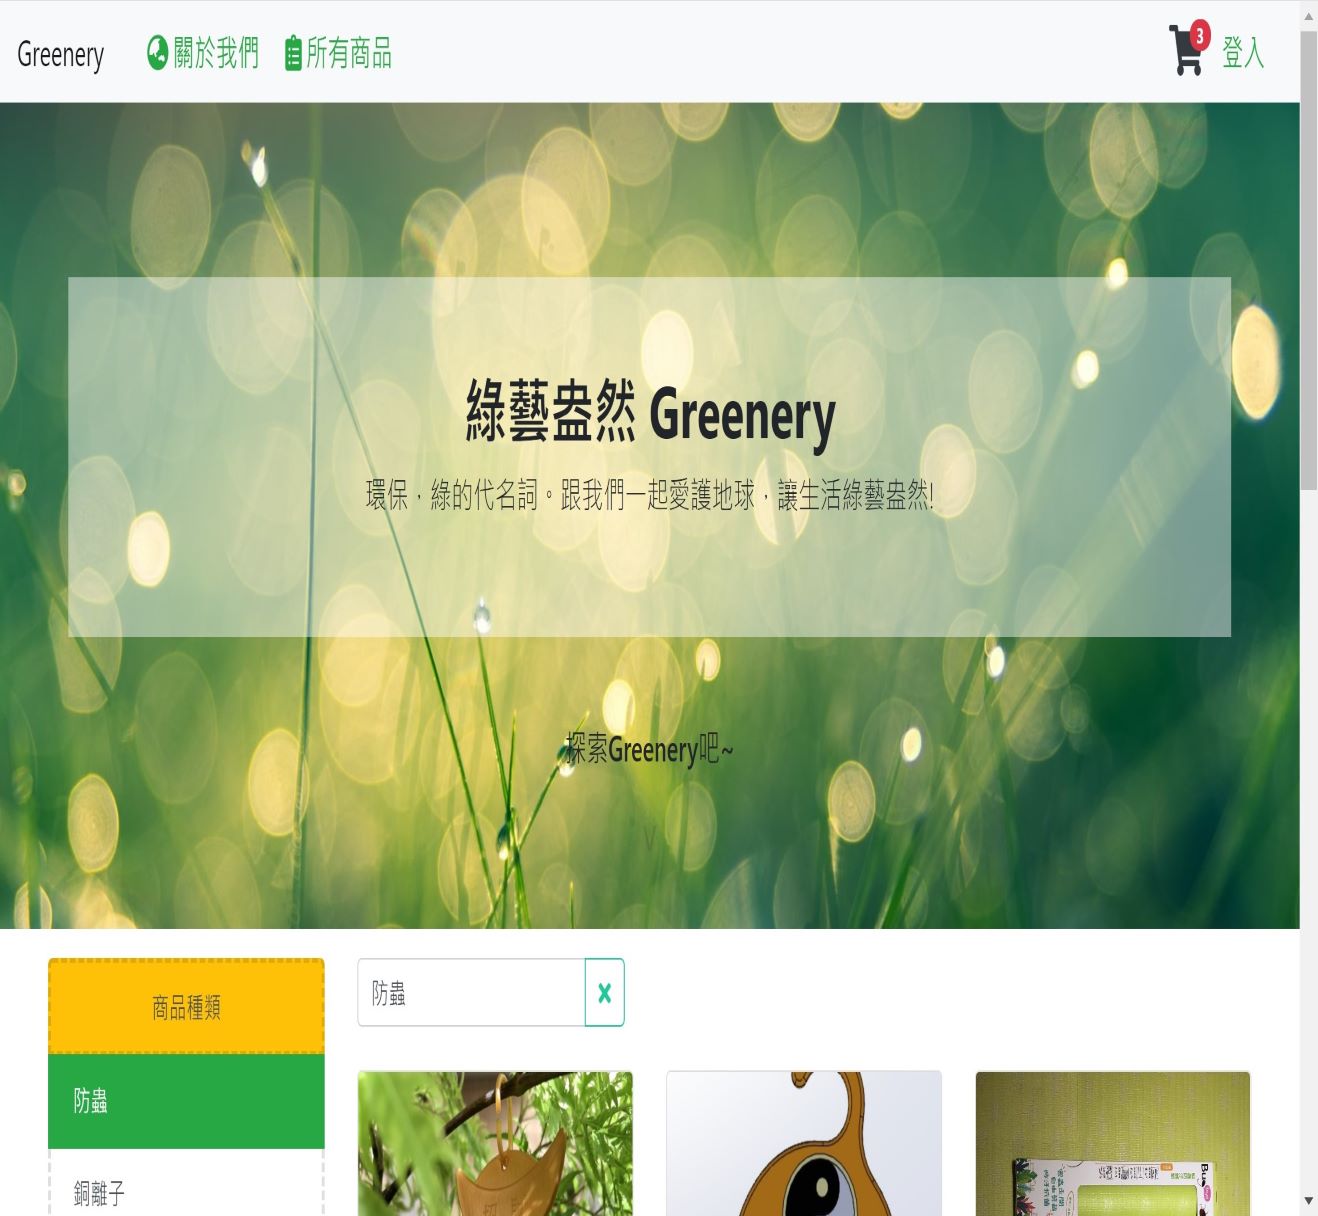 Greenery 關於我們 所有商品 3 登入
綠藝盎然 Greenery
環保，綠的代名詞。跟我們一起愛護地球，讓生活綠藝盎然!
探索Greenery吧~
V
商品種類
防蟲
防蟲
銅離子